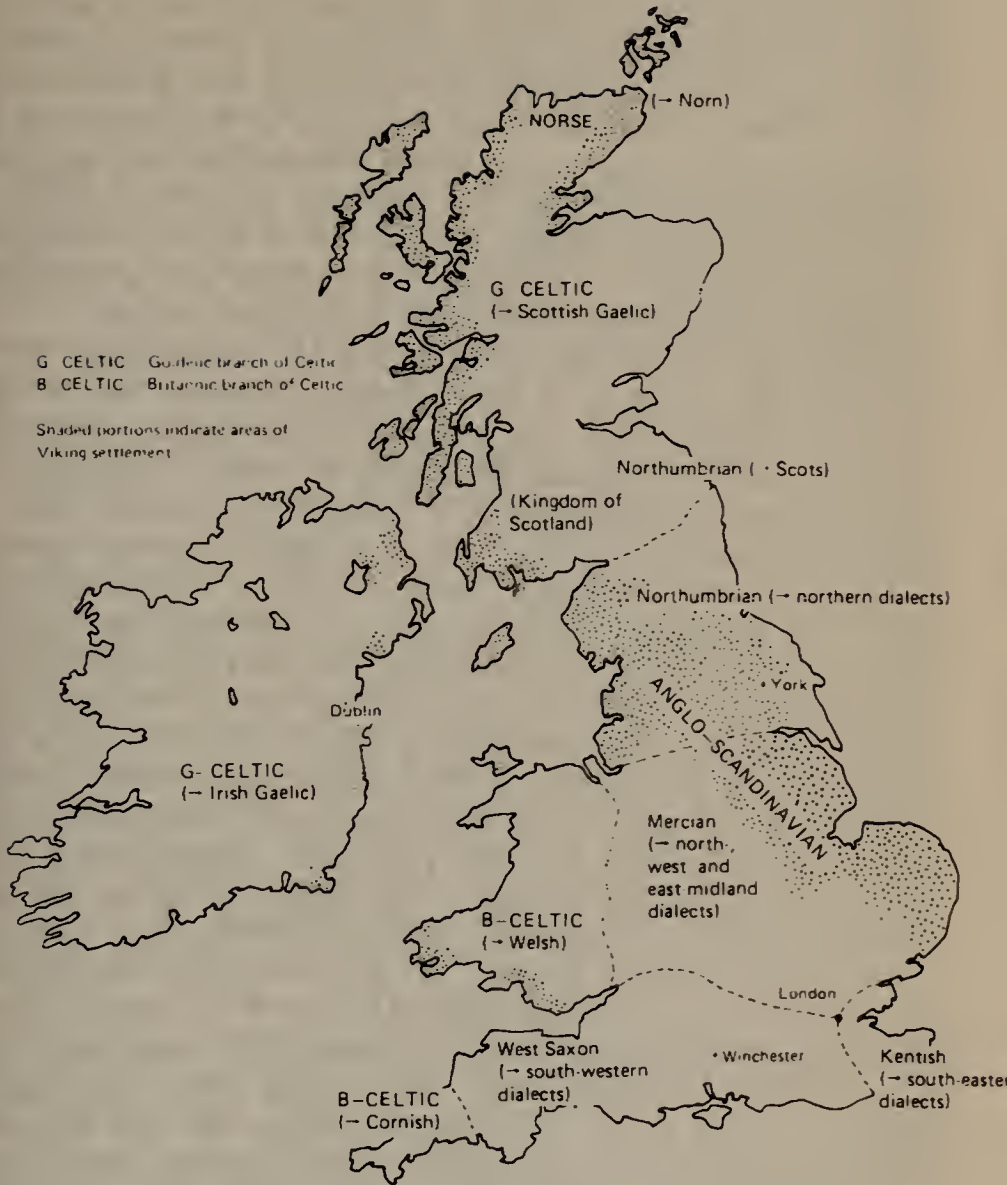 (→ Norn)
NORSE
G CELTIC
(→ Scottish Gaelic)
G CELTIC Goidelic branch of Celtic
B CELTIC Britannic branch of Celtic
Shaded portions indicate areas of
Viking settlement
Northumbrian ( · Scots)
(Kingdom of
Scotland)
Northumbrian (→ northern dialects)
York
ANGLO-SCANDINAVIAN
Dublin
G- CELTIC
(→ Irish Gaelic)
Mercian
(→ north-,
west and
east midland
dialects)
B-CELTIC
(→ Welsh)
London
West Saxon
(→ south-western
dialects)
Winchester
Kentish
(→ south-easter
dialects)
B-CELTIC
(→ Cornish)